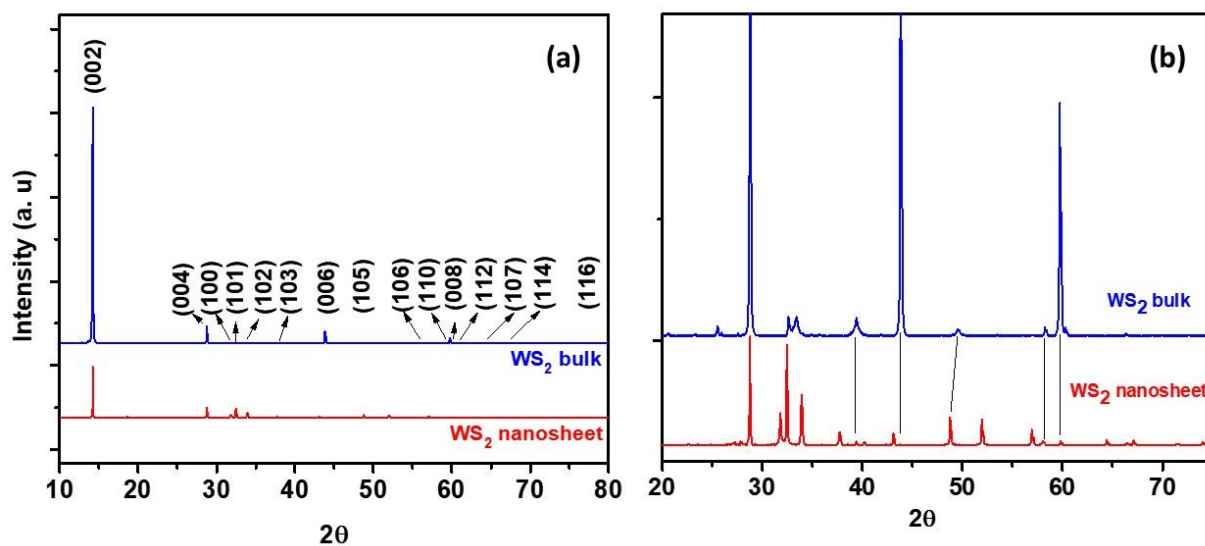 (a)
(002)
(004)
(100)
(101)
(102)
(103)
(006)
(105)
(106)
(110)
(008)
(112)
(107)
(114)
(116)
WS2 bulk
WS2 nanosheet
Intensity (a. u)
10 20 30 40 50 60 70 80
2θ
(b)
WS2 bulk
WS2 nanosheet
20 30 40 50 60 70
2θ